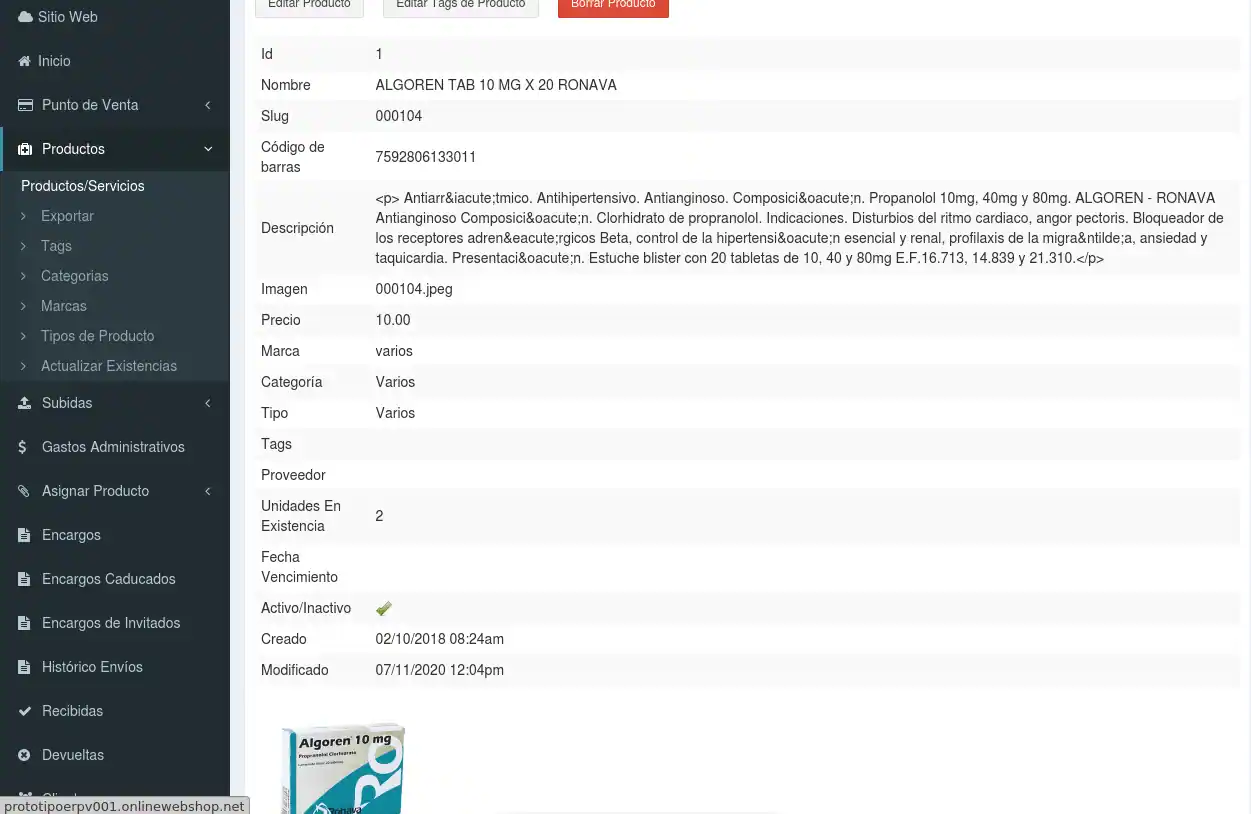 Editar Producto Editar Tags de Producto Borrar Producto
Sitio Web
Inicio
Punto de Venta
Productos
Productos/Servicios
Exportar
Tags
Categorias
Marcas
Tipos de Producto
Actualizar Existencias
Subidas
Gastos Administrativos
Asignar Producto
Encargos
Encargos Caducados
Encargos de Invitados
Histórico Envíos
Recibidas
Devueltas
prototipoerpv001.onlinewebshop.net
Id 1
Nombre ALGOREN TAB 10 MG X 20 RONAVA
Slug 000104
Código de
barras 7592806133011
Descripción
<p> Antiarr&iacute;tmico. Antihipertensivo. Antianginoso. Composici&oacute;n. Propanolol 10mg, 40mg y 80mg. ALGOREN - RONAVA
Antianginoso Composici&oacute;n. Clorhidrato de propranolol. Indicaciones. Disturbios del ritmo cardiaco, angor pectoris. Bloqueador de
los receptores adren&eacute;rgicos Beta, control de la hipertensi&oacute;n esencial y renal, profilaxis de la migra&ntilde;a, ansiedad y
taquicardia. Presentaci&oacute;n. Estuche blister con 20 tabletas de 10, 40 y 80mg E.F.16.713, 14.839 y 21.310.</p>
Imagen 000104.jpeg
Precio 10.00
Marca varios
Categoría Varios
Tipo Varios
Tags
Proveedor
Unidades En
Existencia 2
Fecha
Vencimiento
Activo/Inactivo
Creado 02/10/2018 08:24am
Modificado 07/11/2020 12:04pm
Algoren 10 mg
Propranolol Clorhidrato
Ronava